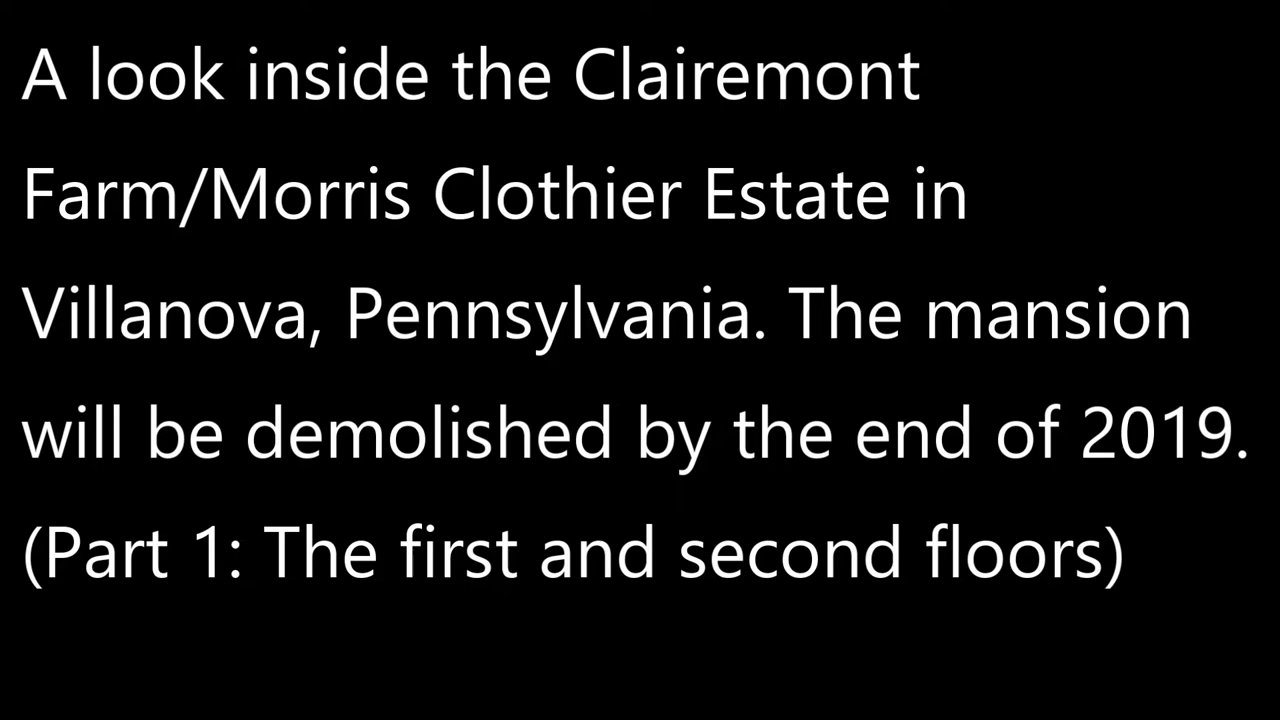 A look inside the Clairemont
Farm/Morris Clothier Estate in
Villanova, Pennsylvania. The mansion
will be demolished by the end of 2019.
(Part 1: The first and second floors)